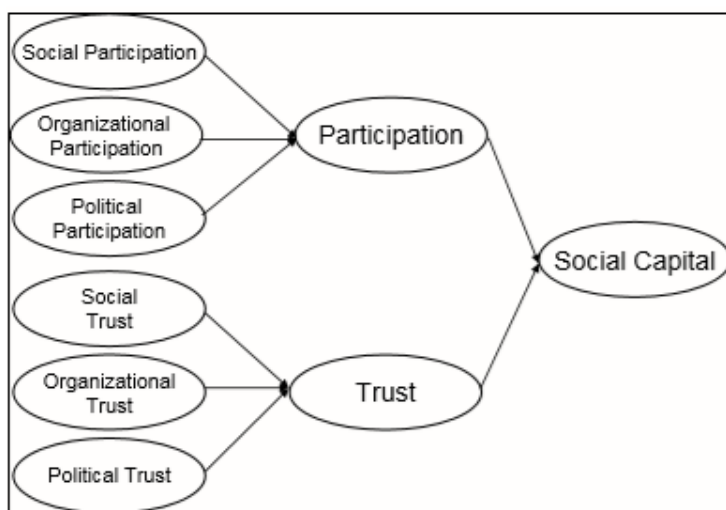 Social Participation
Organizational
Participation
Political
Participation
Social
Trust
Organizational
Trust
Political Trust
Participation
Trust
Social Capital